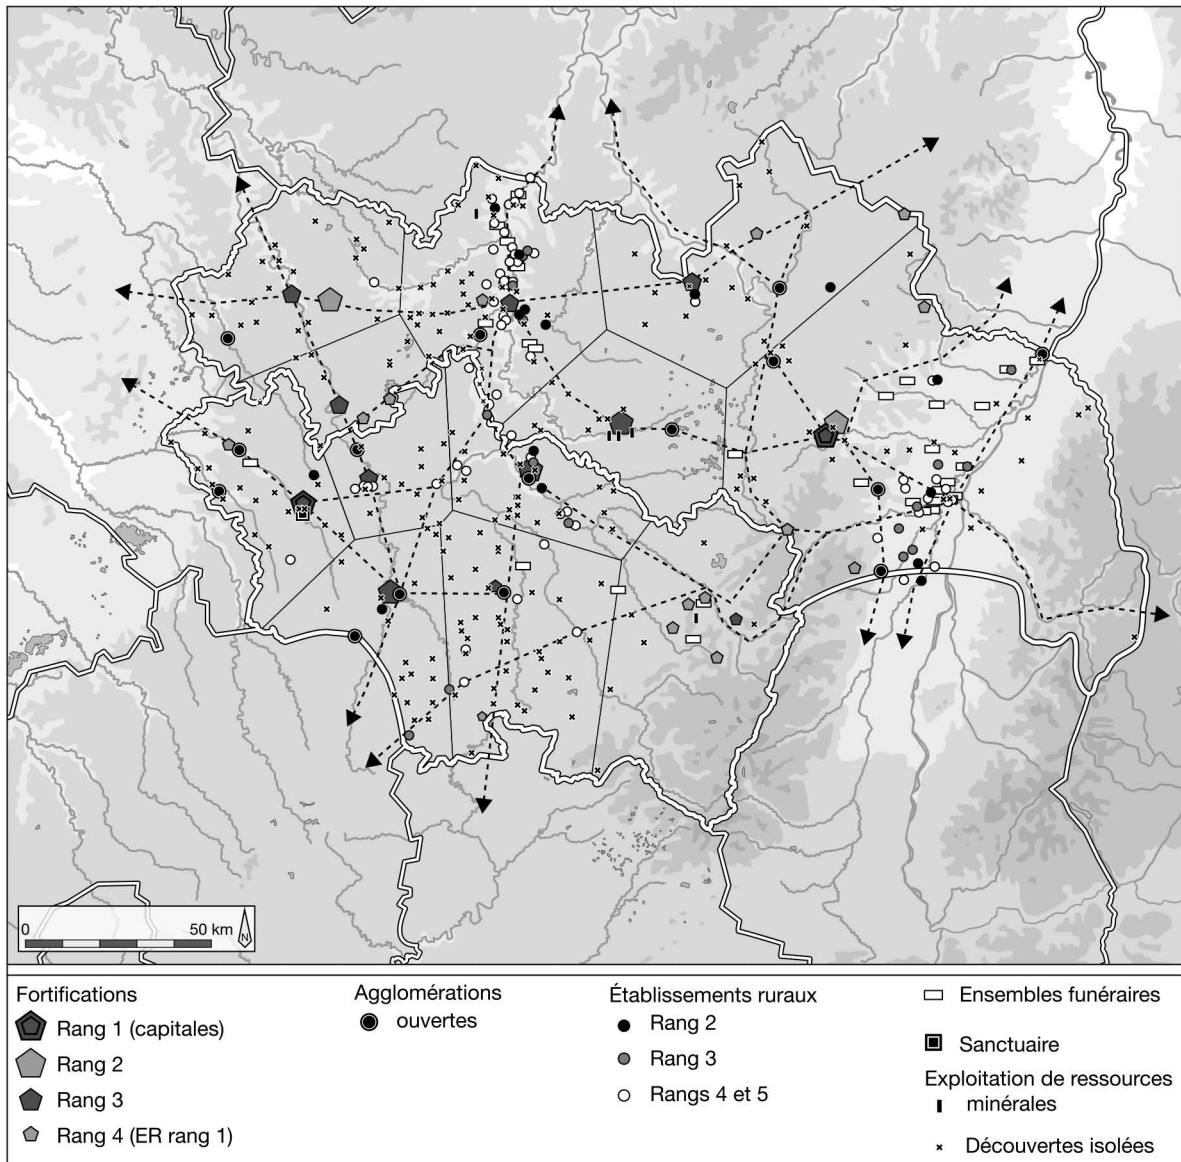 0 50 km
N
Fortifications
Rang 1 (capitales)
Rang 2
Rang 3
Rang 4 (ER rang 1)
Agglomérations
ouvertes
Établissements ruraux
Rang 2
Rang 3
Rangs 4 et 5
Ensembles funéraires
Sanctuaire
Exploitation de ressources
minérales
Découvertes isolées